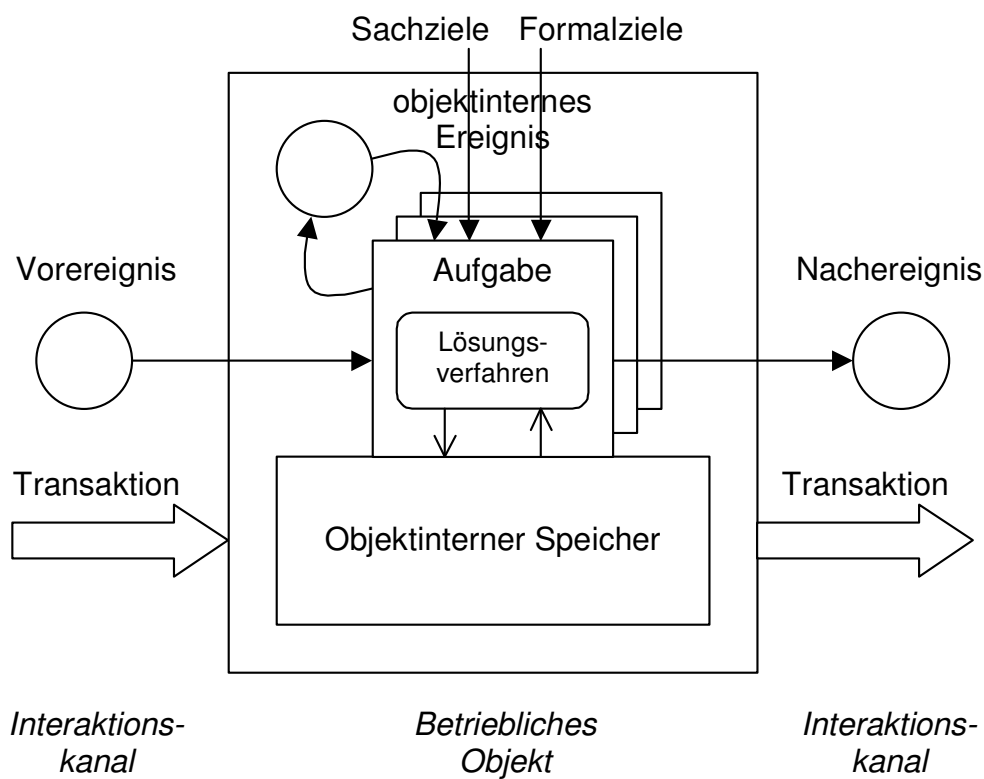 Sachziele Formalziele
objektinternes
Ereignis
Vorereignis
Aufgabe
Nachereignis
Lösungs-
verfahren
Transaktion
Transaktion
Objektinterner Speicher
Interaktions-
kanal
Betriebliches
Objekt
Interaktions-
kanal